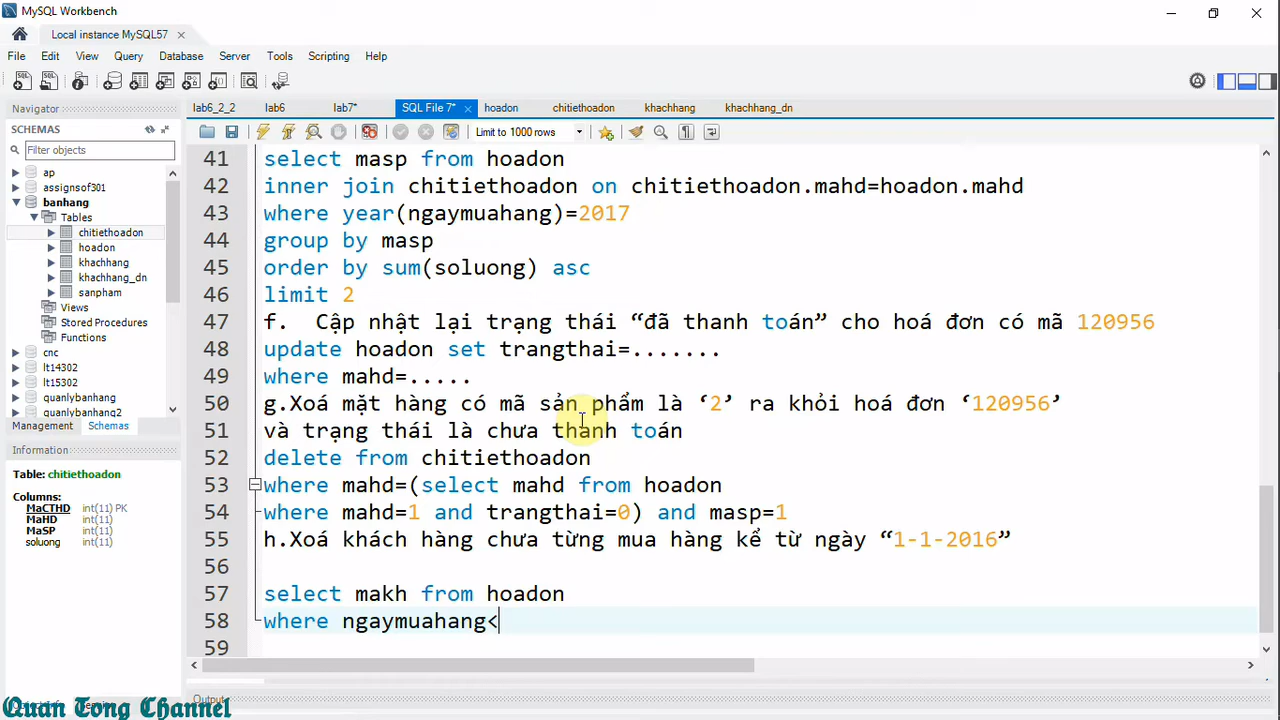 MySQL Workbench
Local instance MySQL57
File Edit View Query Database Server Tools Scripting Help
Navigator
SCHEMAS
Filter objects
ap
assignsof301
banhang
Tables
chitiethoadon
hoadon
khachhang
khachhang_dn
sanpham
Views
Stored Procedures
Functions
cnc
lt14302
lt15302
quanlybanhang
quanlybanhang2
Management Schemas
Information
Table: chitiethoadon
Columns:
MaCTHD int(11) PK
MaHD int(11)
MaSP int(11)
soluong int(11)
lab6_2_2 lab6 lab7* SQL File 7* hoadon chitiethoadon khachhang khachhang_dn
Limit to 1000 rows
41 select masp from hoadon
42 inner join chitiethoadon on chitiethoadon.mahd=hoadon.mahd
43 where year(ngaymuahang)=2017
44 group by masp
45 order by sum(soluong) asc
46 limit 2
47 f. Cập nhật lại trạng thái “đã thanh toán” cho hoá đơn có mã 120956
48 update hoadon set trangthai=.......
49 where mahd=.....
50 g.Xoá mặt hàng có mã sản phẩm là ‘2’ ra khỏi hoá đơn ‘120956’
51 và trạng thái là chưa thanh toán
52 delete from chitiethoadon
53 where mahd=(select mahd from hoadon
54 where mahd=1 and trangthai=0) and masp=1
55 h.Xoá khách hàng chưa từng mua hàng kể từ ngày “1-1-2016”
56
57 select makh from hoadon
58 where ngaymuahang<
59
Output
Quan Tong Channel